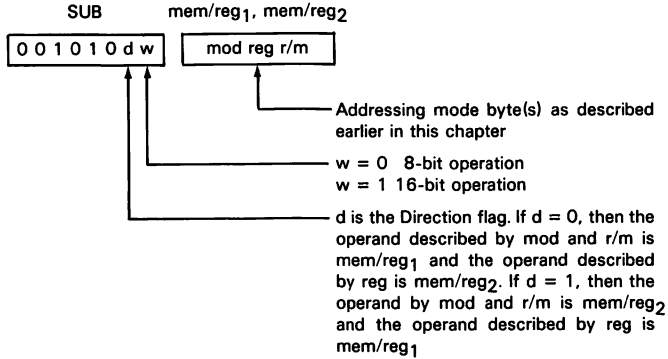 SUB mem/reg1, mem/reg2
0 0 1 0 1 0 d w mod reg r/m
Addressing mode byte(s) as described
earlier in this chapter
w = 0 8-bit operation
w = 1 16-bit operation
d is the Direction flag. If d = 0, then the
operand described by mod and r/m is
mem/reg1 and the operand described
by reg is mem/reg2. If d = 1, then the
operand by mod and r/m is mem/reg2
and the operand described by reg is
mem/reg1